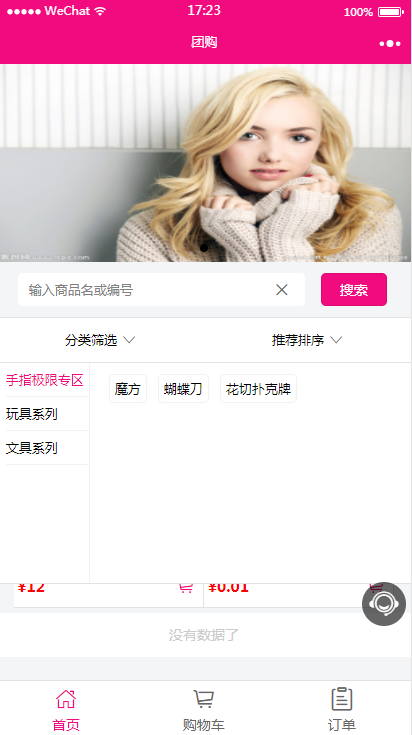 WeChat 17:23 100%
团购
输入商品名或编号 搜索
分类筛选 推荐排序
手指极限专区 魔方 蝴蝶刀 花切扑克牌
玩具系列
文具系列
¥12 ¥0.01
没有数据了
首页 购物车 订单